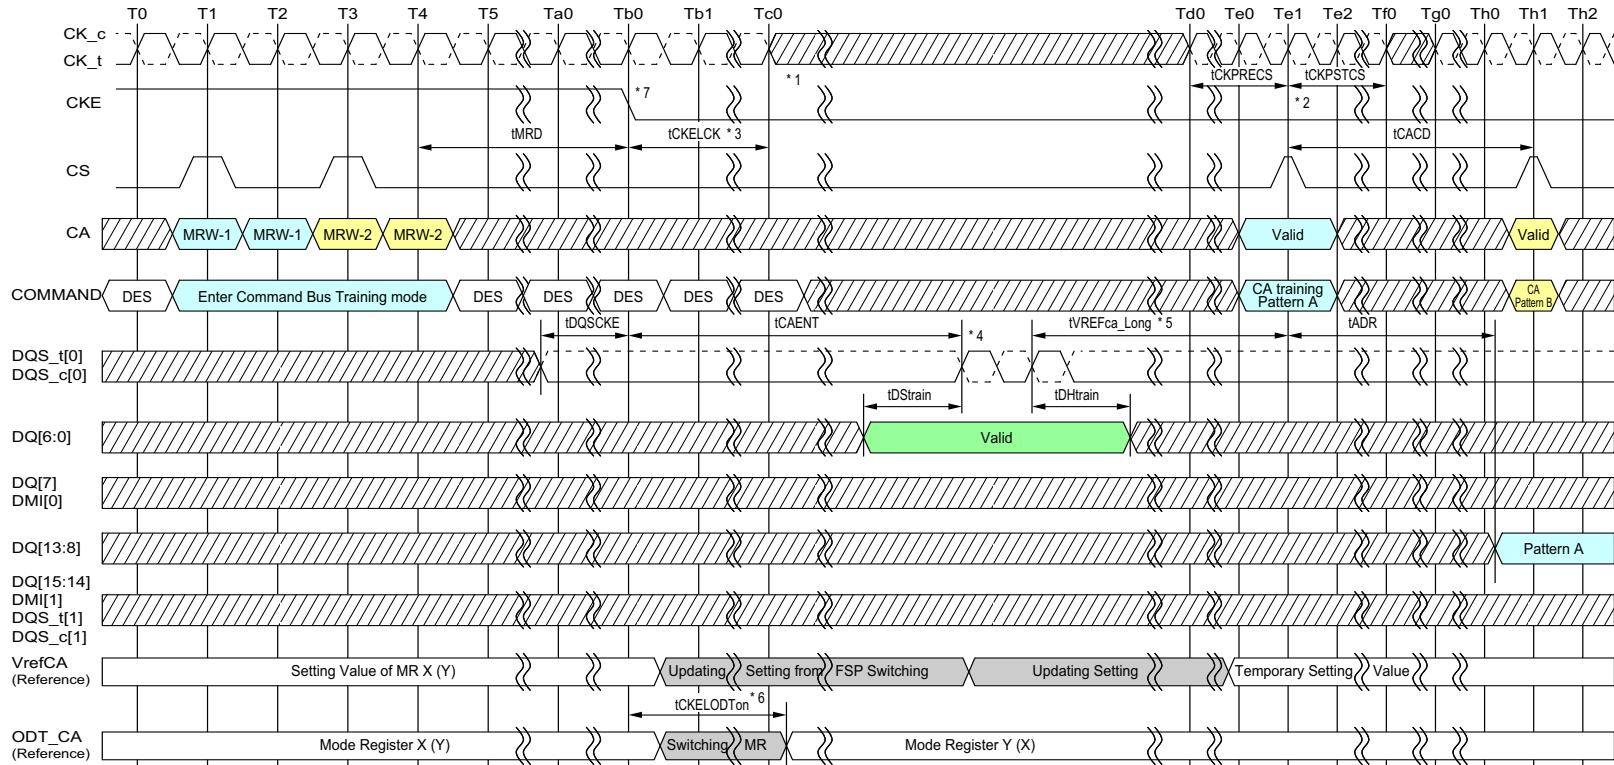 T0 T1 T2 T3 T4 T5 Ta0 Tb0 Tb1 Tc0 Td0 Te0 Te1 Te2 Tf0 Tg0 Th0 Th1 Th2
CK_c
CK_t
* 1
tCKPRECS tCKPSTCS
CKE
* 7
* 2
tMRD tCKELCK * 3 tCACD
CS
CA MRW-1 MRW-1 MRW-2 MRW-2 Valid Valid
COMMAND DES Enter Command Bus Training mode DES DES DES DES DES CA training Pattern A CA Pattern B
tDQSCKE tCAENT * 4 tVREFca_Long * 5 tADR
DQS_t[0]
DQS_c[0]
tDStrain tDHtrain
DQ[6:0] Valid
DQ[7]
DMI[0]
DQ[13:8] Pattern A
DQ[15:14]
DMI[1]
DQS_t[1]
DQS_c[1]
VrefCA
(Reference)
Setting Value of MR X (Y) Updating Setting from FSP Switching Updating Setting Temporary Setting Value
tCKELODTon * 6
ODT_CA
(Reference)
Mode Register X (Y) Switching MR Mode Register Y (X)